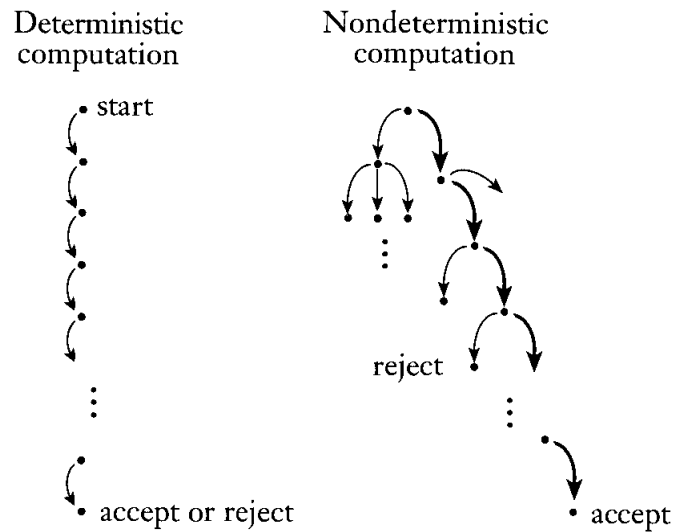 Deterministic
computation
Nondeterministic
computation
start
reject
accept or reject
accept